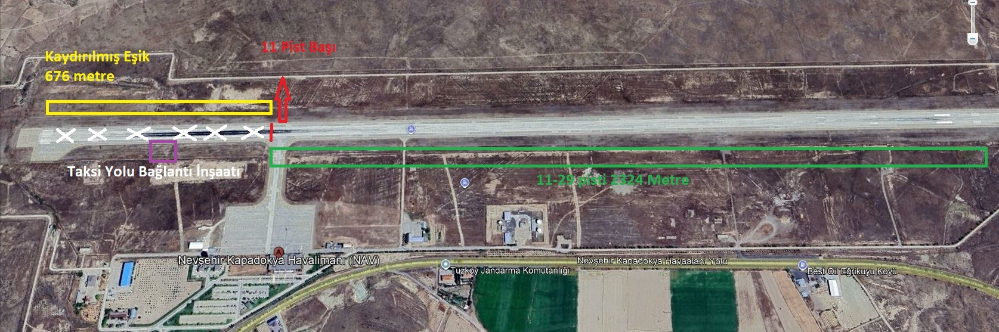 11 Pist Başı
Kaydırılmış Eşik
676 metre
Taksi Yolu Bağlantı İnşaatı
11-29 pisti 2324 Metre
A
Nevşehir Kapadokya Havalimanı (NAV)
Nevşehir Kapadokya Havaalanı Yolu
Tuzköy Jandarma Komutanlığı
Best Oil Eğrikuyu Köyü